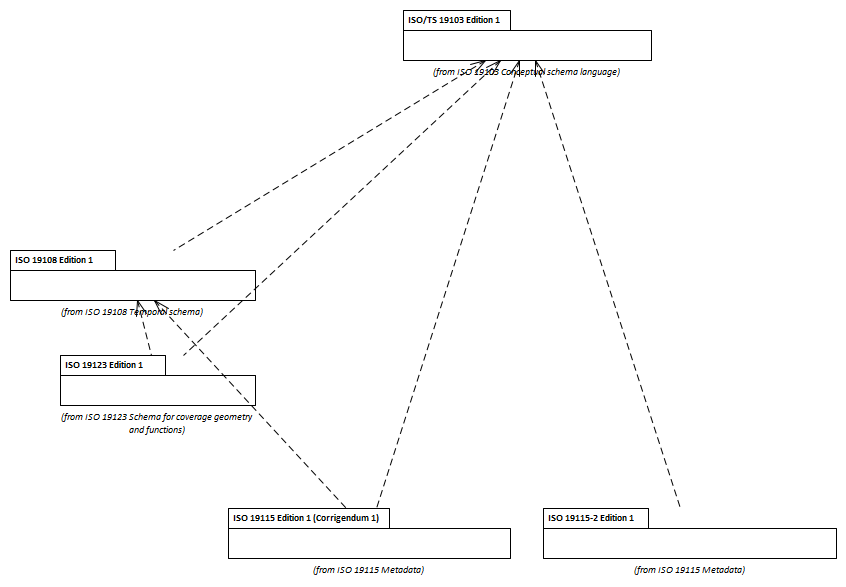 ISO/TS 19103 Edition 1
(from ISO 19103 Conceptual schema language)
ISO 19108 Edition 1
(from ISO 19108 Temporal schema)
ISO 19123 Edition 1
(from ISO 19123 Schema for coverage geometry
and functions)
ISO 19115 Edition 1 (Corrigendum 1)
(from ISO 19115 Metadata)
ISO 19115-2 Edition 1
(from ISO 19115 Metadata)